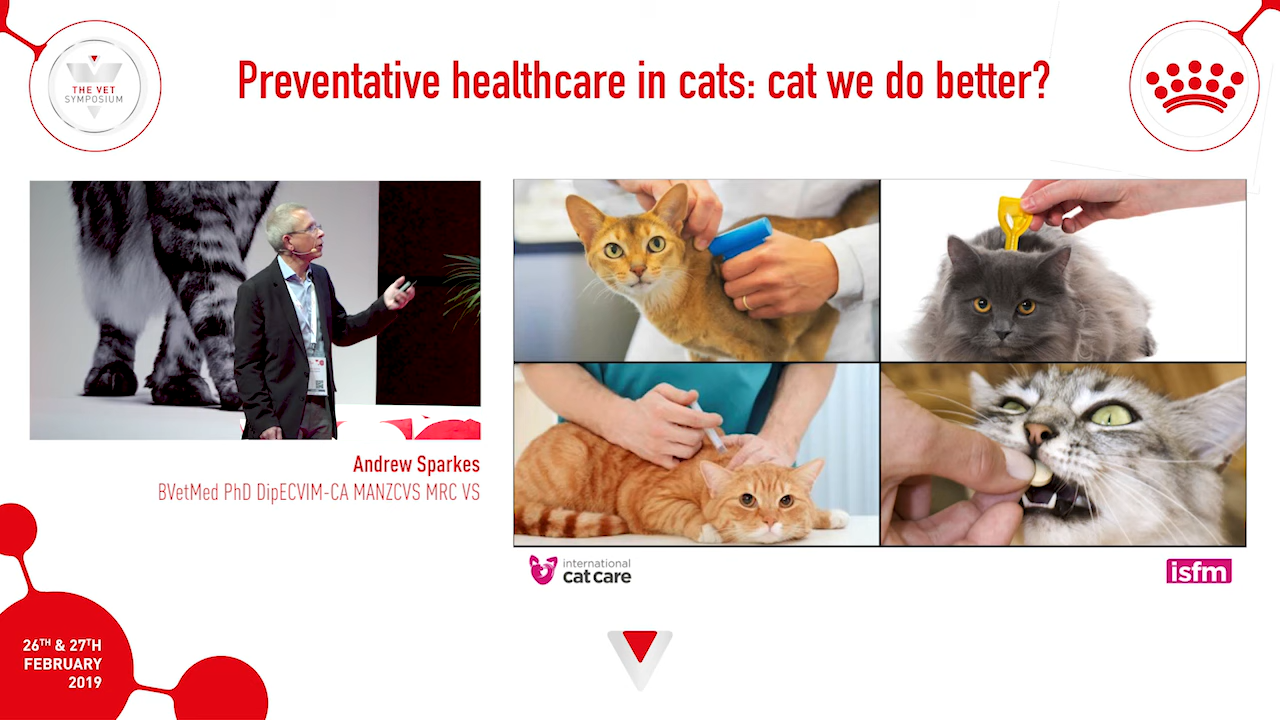 THE VET
SYMPOSIUM
Preventative healthcare in cats: cat we do better?
Andrew Sparkes
BVetMed PhD DipECVIM-CA MANZCVS MRC VS
international
cat care
isfm
26TH & 27TH
FEBRUARY
2019